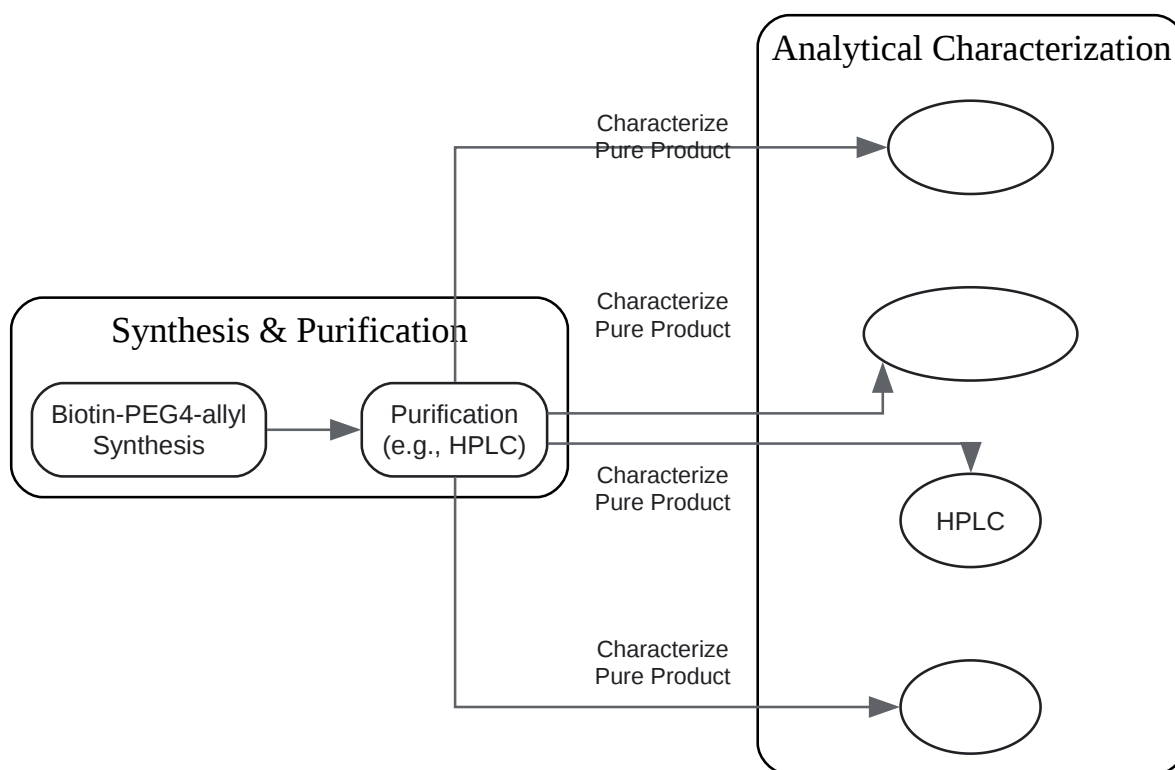 Analytical Characterization
Characterize
Pure Product
Characterize
Pure Product
Synthesis & Purification
Biotin-PEG4-allyl
Synthesis
Purification
(e.g., HPLC)
Characterize
Pure Product
HPLC
Characterize
Pure Product